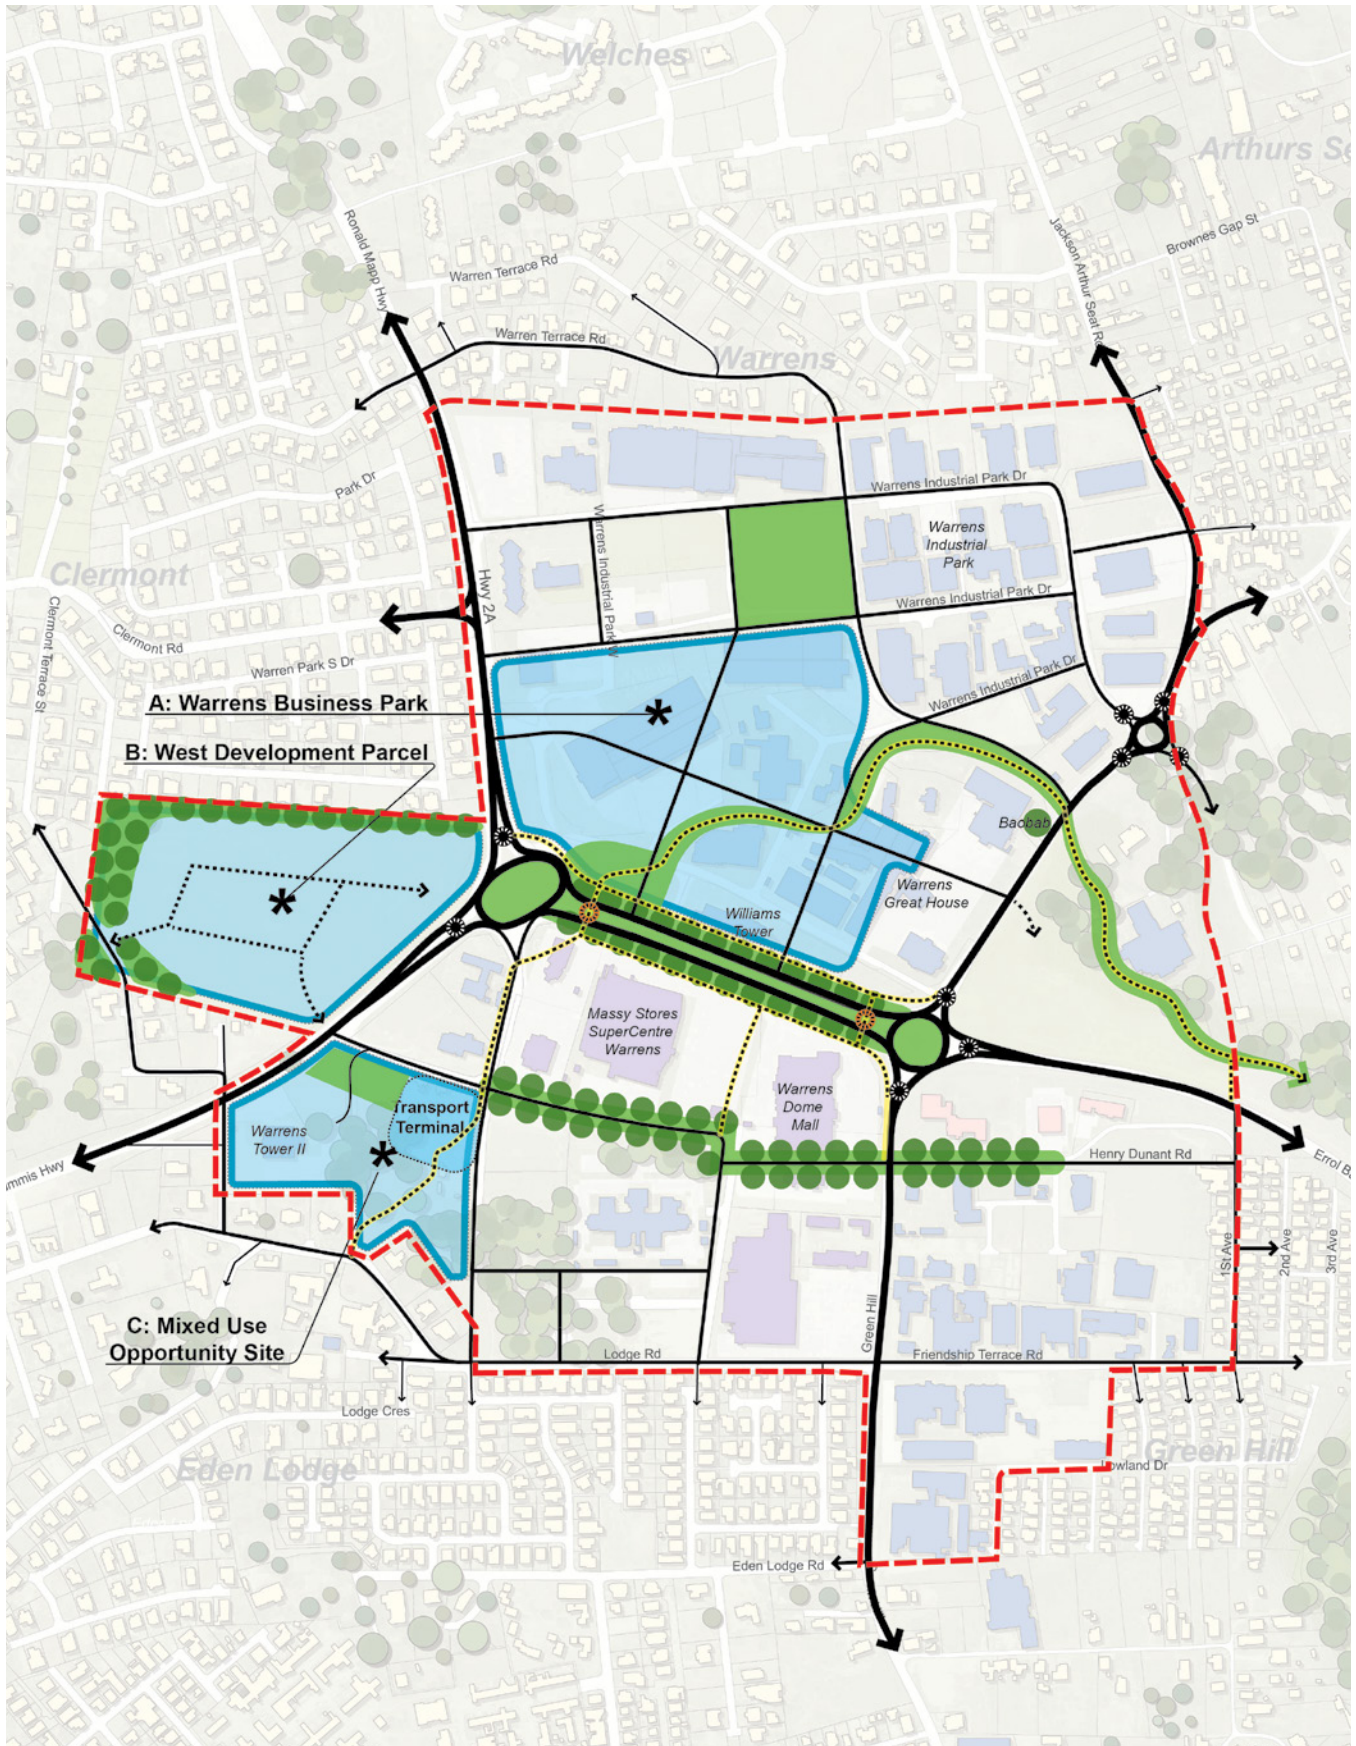 Welches
Arthurs Se
Ronald Mapp Hwy
Jackson Arthur Seat R
Brownes Gap St
Warren Terrace Rd
Warren Terrace Rd
Warrens
Park Dr
Warrens Industrial Park Dr
Warrens Industrial Park W
Warrens
Industrial
Park
Clermont
Hwy 2A
Warrens Industrial Park Dr
Clermont Terrace St
Clermont Rd
Warren Park S Dr
Warrens Industrial Park Dr
A: Warrens Business Park
B: West Development Parcel
Baobab
Warrens
Great House
Williams
Tower
Massy Stores
SuperCentre
Warrens
Warrens
Dome
Mall
Transport
Terminal
Warrens
Tower II
Henry Dunant Rd
Errol Ba
mmis Hwy
1St Ave
2nd Ave
3rd Ave
C: Mixed Use
Opportunity Site
Green Hill
Lodge Rd
Friendship Terrace Rd
Lodge Cres
Eden Lodge
Green Hill
Lowland Dr
Eden Lodge Rd